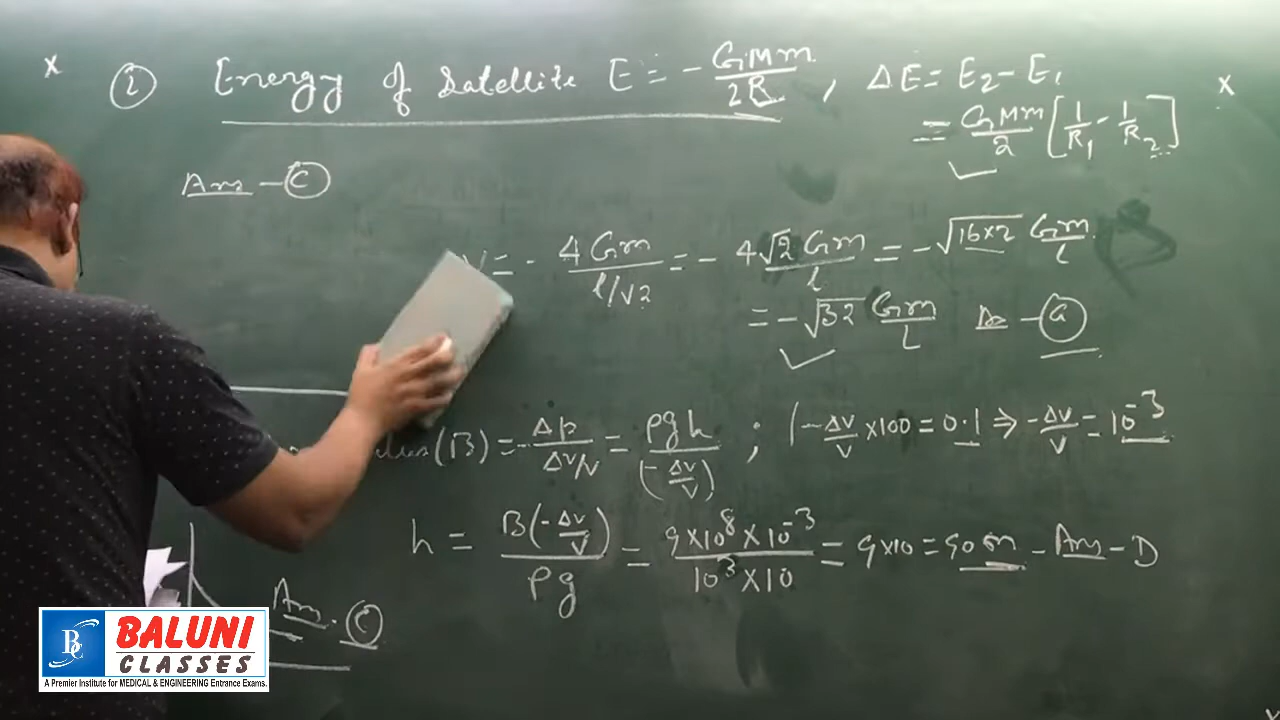 x ② Energy of Satellite E = - GMm/2R , ΔE = E₂ - E₁ x
= GMm/2 [1/R₁ - 1/R₂]
Ans - Ⓒ
V = - 4Gm/(l/√2) = - 4√2 Gm/l = - √(16×2) Gm/l
= - √32 Gm/l - ⓐ
(B) = - Δp/(ΔV/V) = ρgh/(-ΔV/V) ; (-ΔV/V ×100 = 0.1 ⇒ -ΔV/V = 10⁻³
h = B(-ΔV/V)/ρg = 9×10⁸×10⁻³/10³×10 = 9×10 = 90m - Ans - D
Ans - Ⓒ
BC BALUNI
CLASSES
A Premier Institute for MEDICAL & ENGINEERING Entrance Exams.